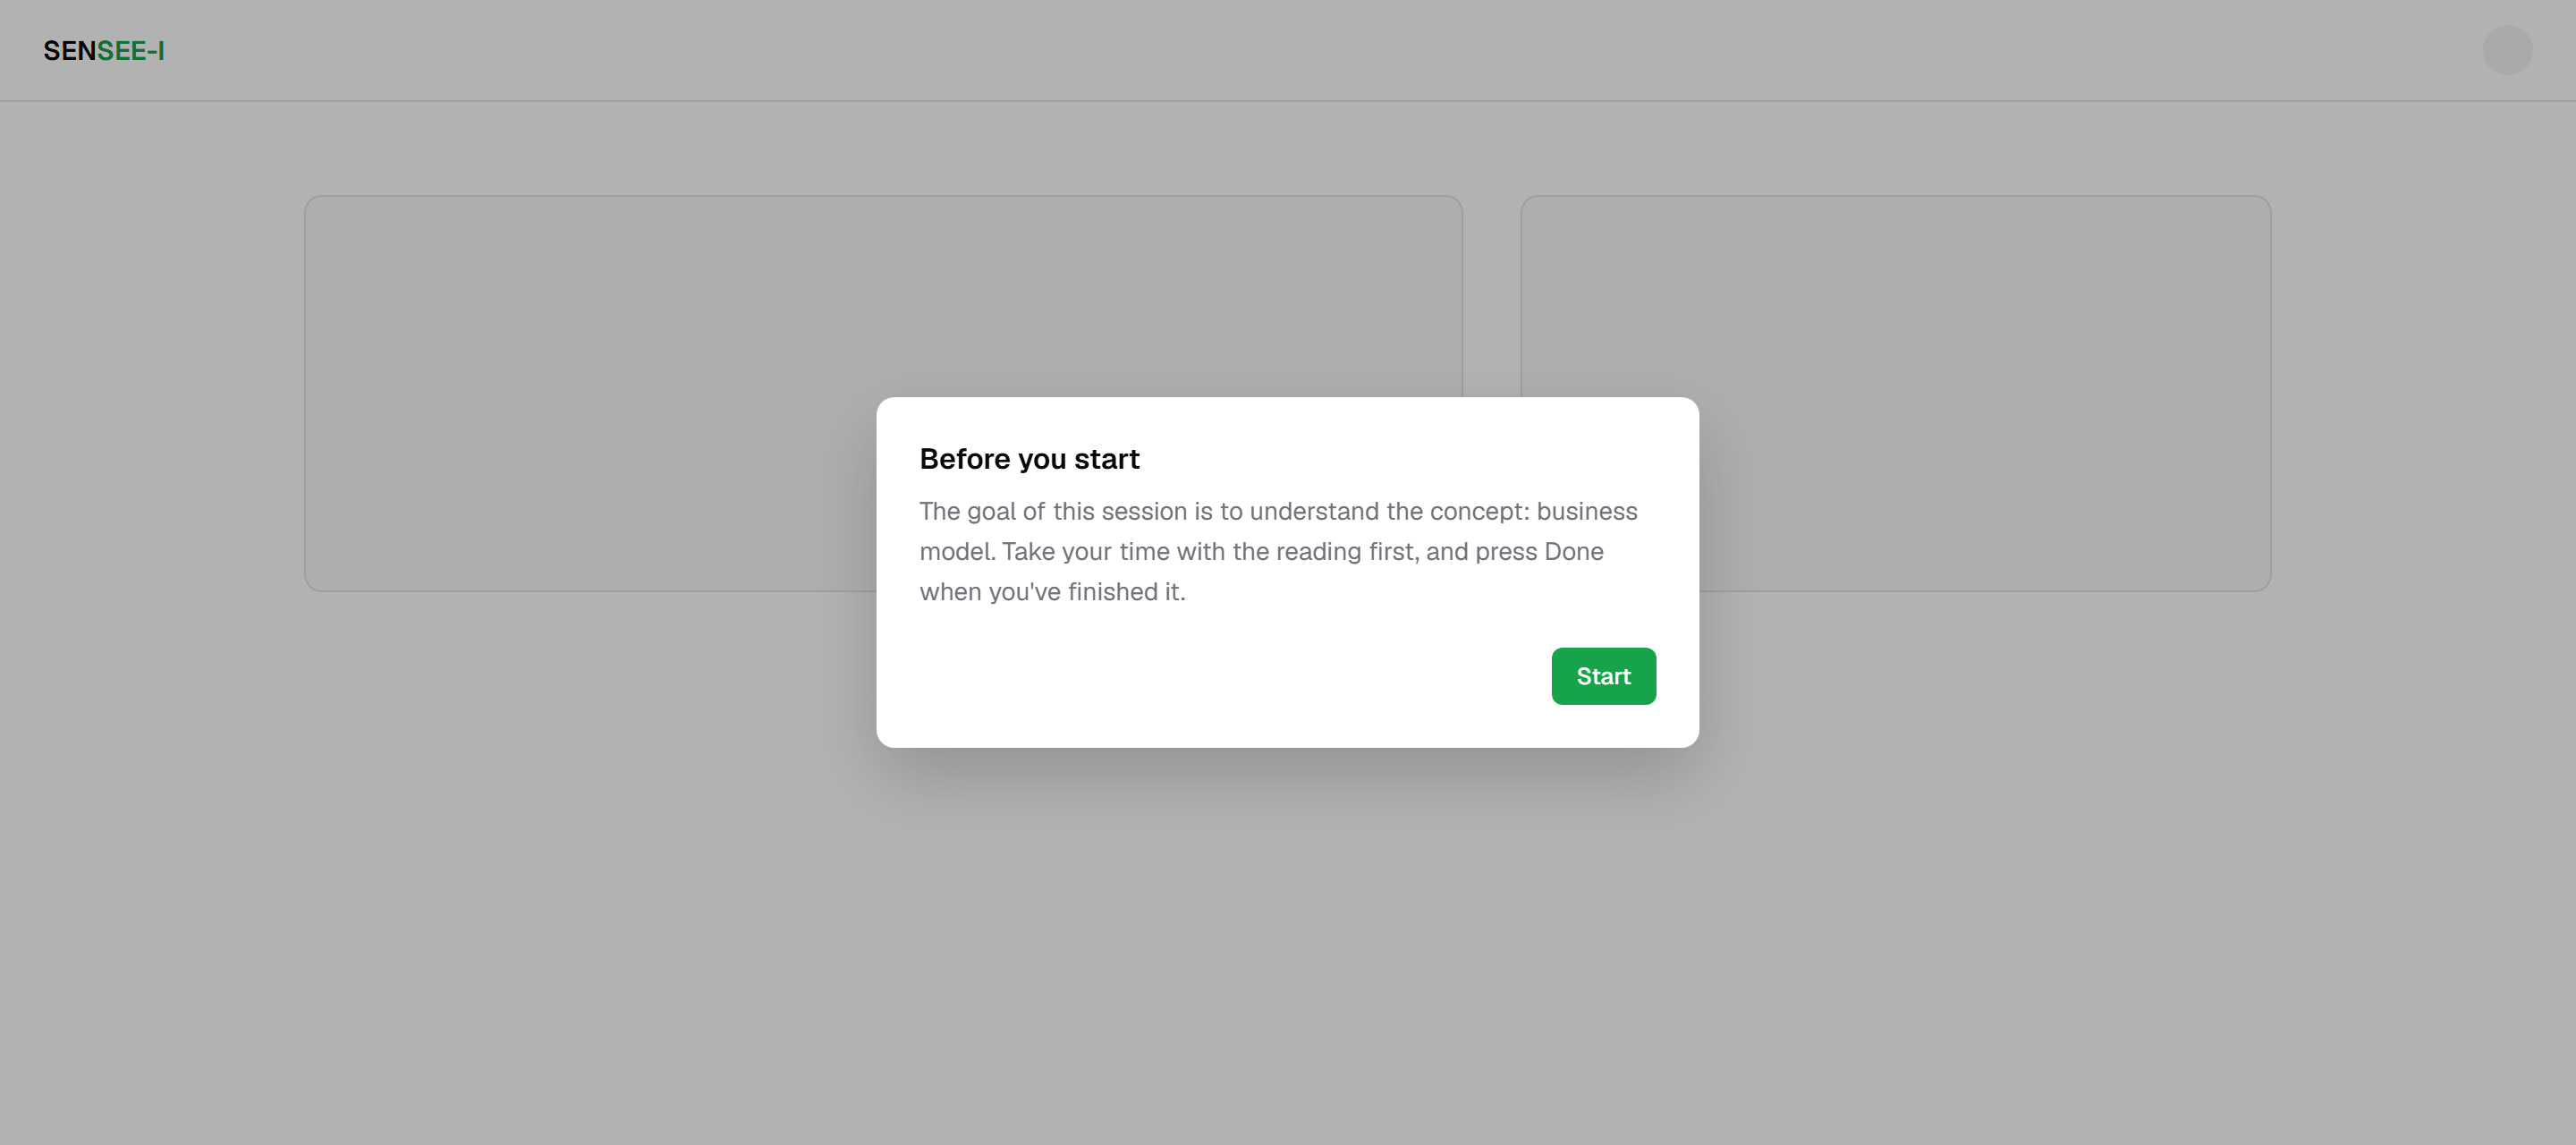 SENSEE-I
Before you start
The goal of this session is to understand the concept: business
model. Take your time with the reading first, and press Done
when you've finished it.
Start